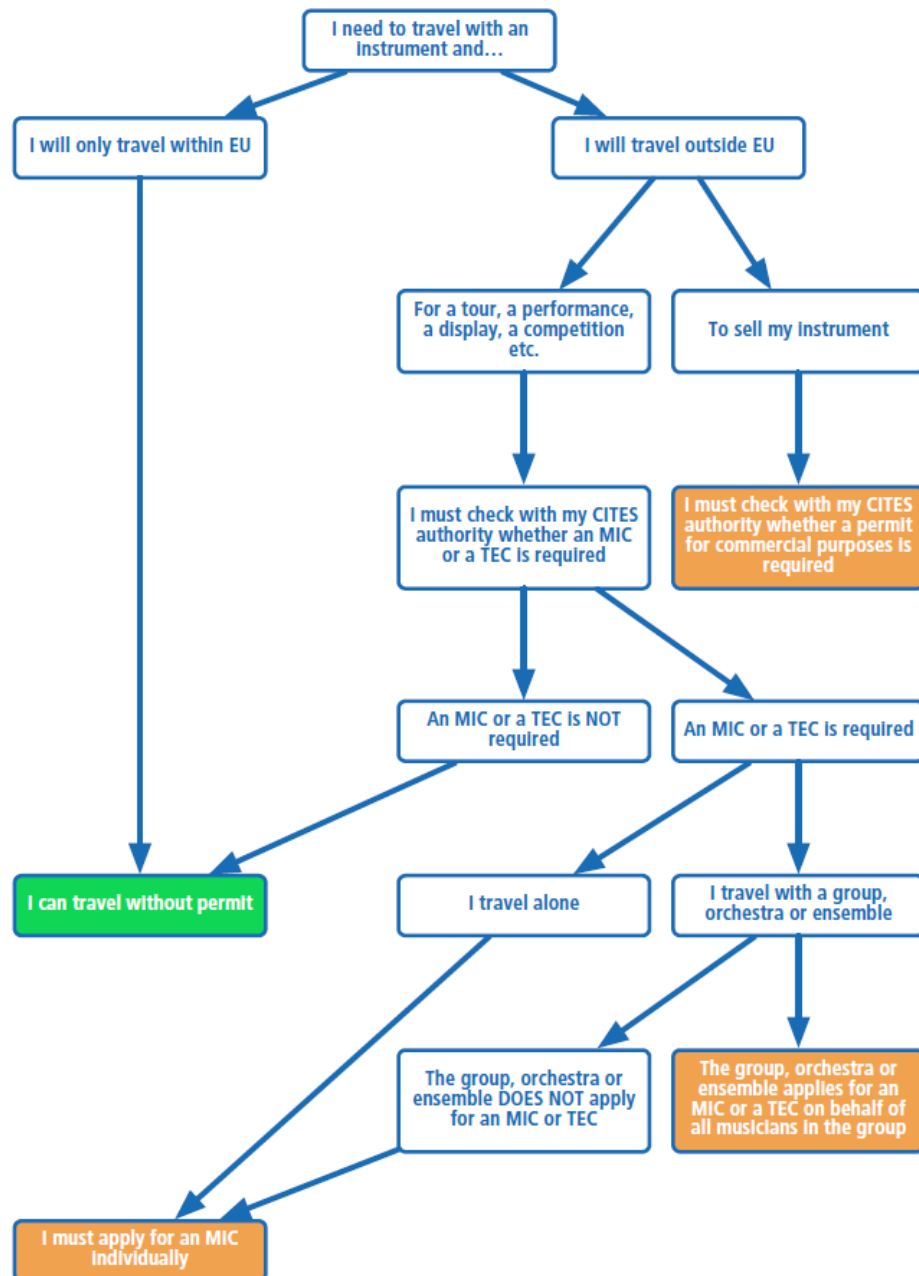 I need to travel with an
instrument and...
I will only travel within EU
I will travel outside EU
For a tour, a performance,
a display, a competition
etc.
To sell my instrument
I must check with my CITES
authority whether an MIC
or a TEC is required
I must check with my CITES
authority whether a permit
for commercial purposes is
required
An MIC or a TEC is NOT
required
An MIC or a TEC is required
I can travel without permit
I travel alone
I travel with a group,
orchestra or ensemble
The group, orchestra or
ensemble DOES NOT apply
for an MIC or TEC
The group, orchestra or
ensemble applies for an
MIC or a TEC on behalf of
all musicians in the group
I must apply for an MIC
individually